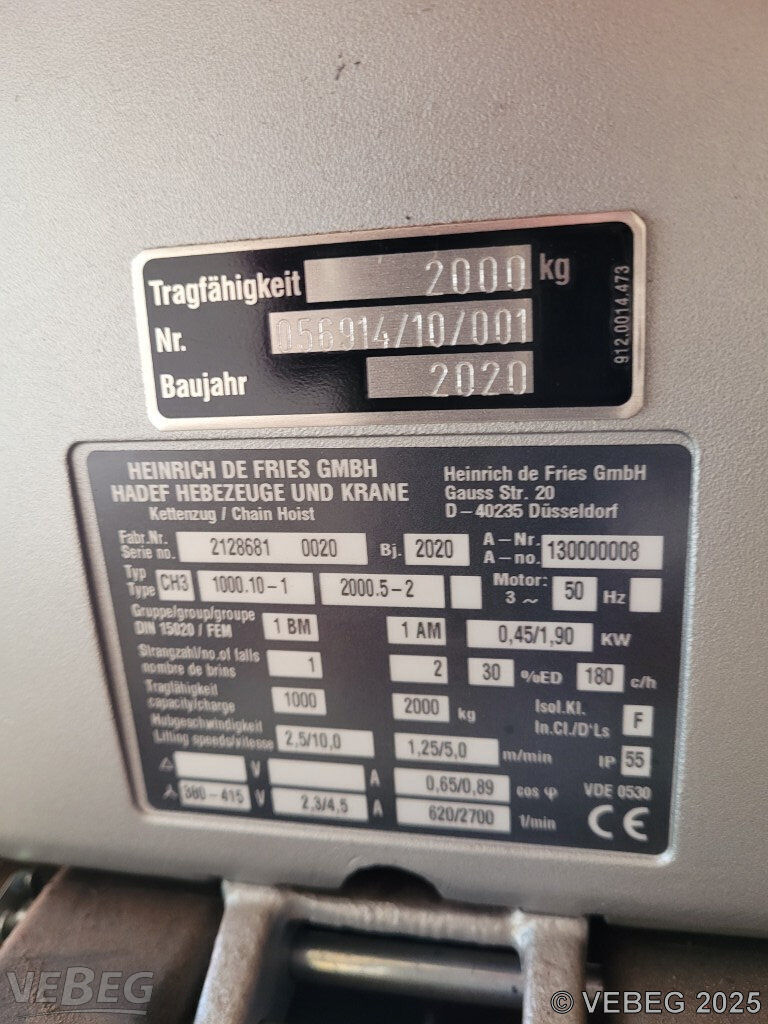 Tragfähigkeit 2000 kg
Nr. 056914/10/001
Baujahr 2020
912.0014.473
HEINRICH DE FRIES GMBH
HADEF HEBEZEUGE UND KRANE
Kettenzug / Chain Hoist
Heinrich de Fries GmbH
Gauss Str. 20
D-40235 Düsseldorf
Fabr.Nr.
Serie no. 2128681 0020 Bj. 2020 A-Nr.
A-no. 130000008
Typ
Type CH3 1000.10-1 2000.5-2 Motor:
3 ~ 50 Hz
Gruppe/group/groupe
DIN 15020 / FEM 1 BM 1 AM 0,45/1,90 KW
Strangzahl/no.of falls
nombre de brins 1 2 30 %ED 180 c/h
Tragfähigkeit
capacity/charge 1000 2000 kg Isol.Kl.
In.Cl./D'Ls F
Hubgeschwindigkeit
Lifting speeds/vitesse 2,5/10,0 1,25/5,0 m/min IP 55
△ V A 0,65/0,89 cos φ VDE 0530
⅄ 380-415 V 2,3/4,5 A 620/2700 1/min CE
VEBEG
© VEBEG 2025